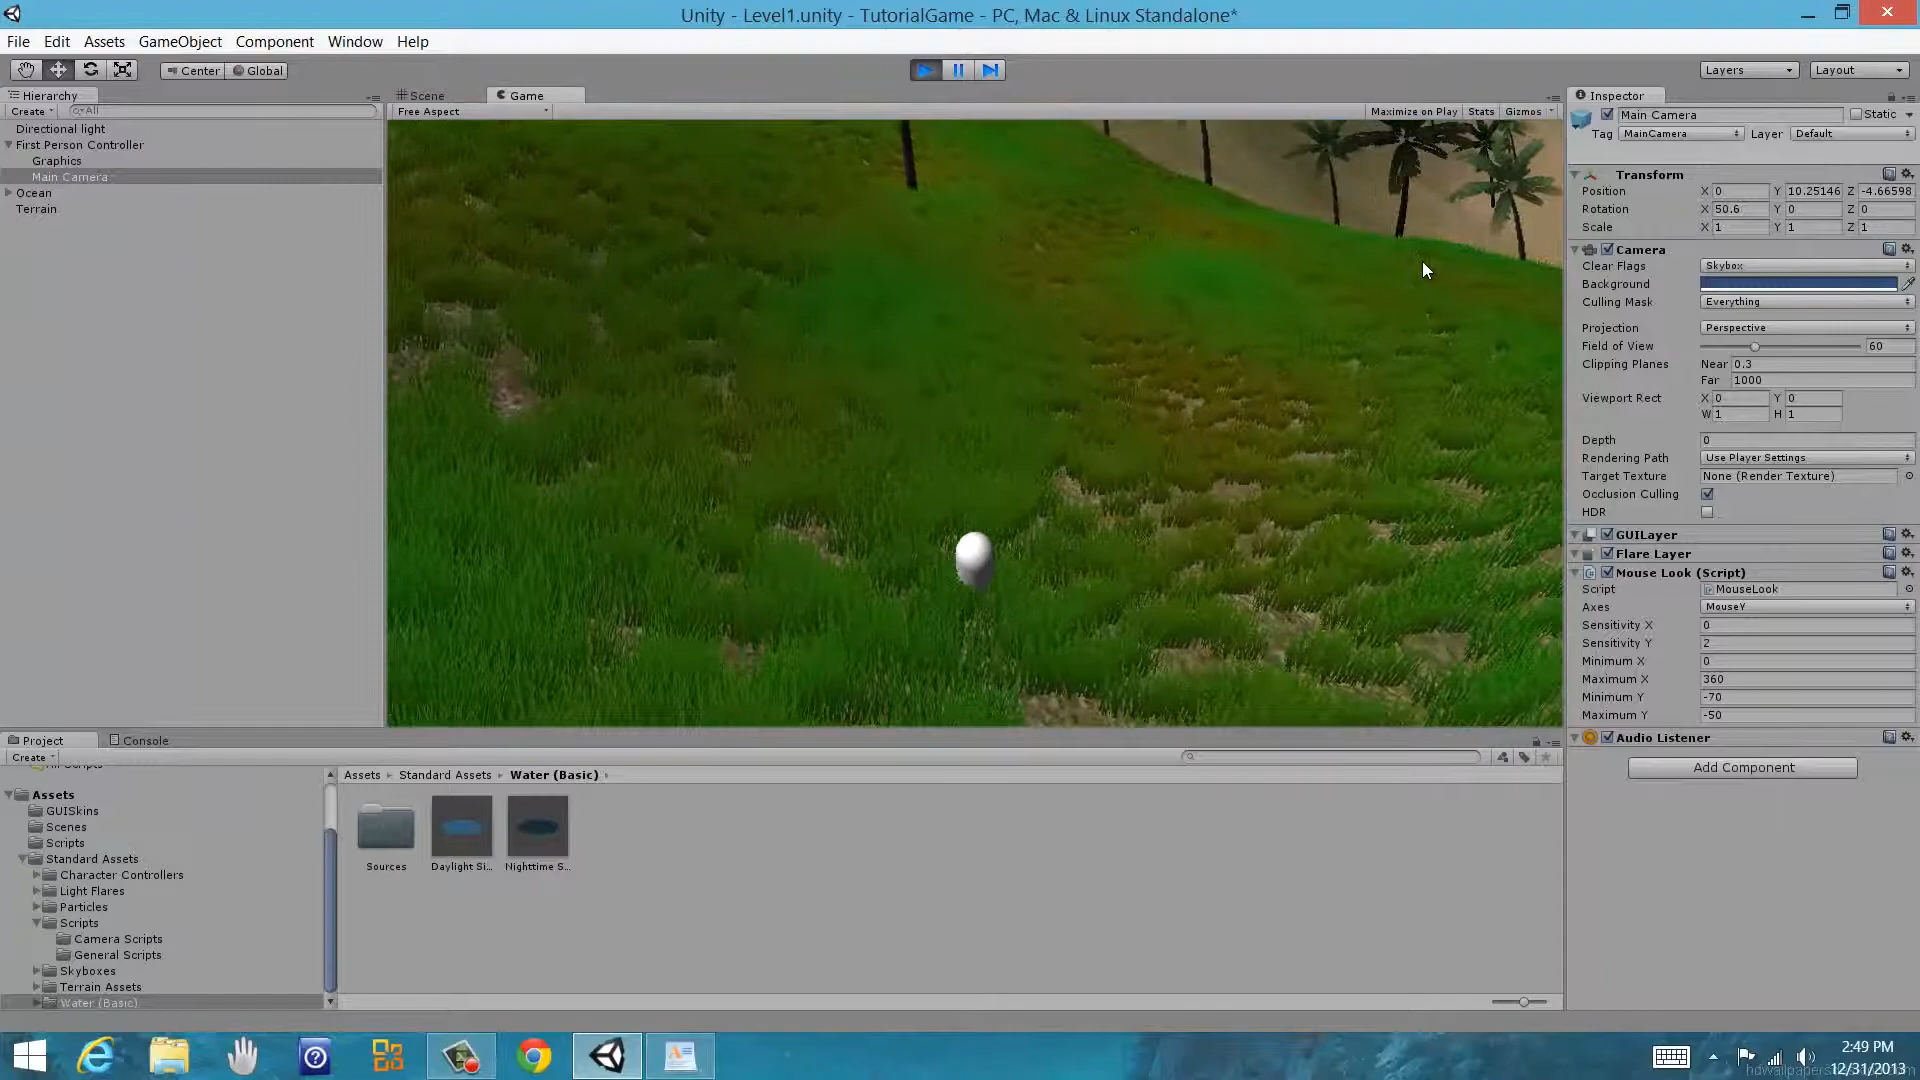 Unity - Level1.unity - TutorialGame - PC, Mac & Linux Standalone*
File Edit Assets GameObject Component Window Help
Center Global Layers Layout
Hierarchy
Create All
Directional light
First Person Controller
Graphics
Main Camera
Ocean
Terrain
Scene Game
Free Aspect Maximize on Play Stats Gizmos
Inspector
Main Camera Static
Tag MainCamera Layer Default
Transform
Position X 0 Y 10.25146 Z -4.66598
Rotation X 50.6 Y 0 Z 0
Scale X 1 Y 1 Z 1
Camera
Clear Flags Skybox
Background
Culling Mask Everything
Projection Perspective
Field of View 60
Clipping Planes Near 0.3
Far 1000
Viewport Rect X 0 Y 0
W 1 H 1
Depth 0
Rendering Path Use Player Settings
Target Texture None (Render Texture)
Occlusion Culling
HDR
GUILayer
Flare Layer
Mouse Look (Script)
Script MouseLook
Axes MouseY
Sensitivity X 0
Sensitivity Y 2
Minimum X 0
Maximum X 360
Minimum Y -70
Maximum Y -50
Audio Listener
Add Component
Project Console
Create
Assets
GUISkins
Scenes
Scripts
Standard Assets
Character Controllers
Light Flares
Particles
Scripts
Camera Scripts
General Scripts
Skyboxes
Terrain Assets
Water (Basic)
Assets Standard Assets Water (Basic)
Sources Daylight Si... Nighttime S...
2:49 PM
12/31/2013